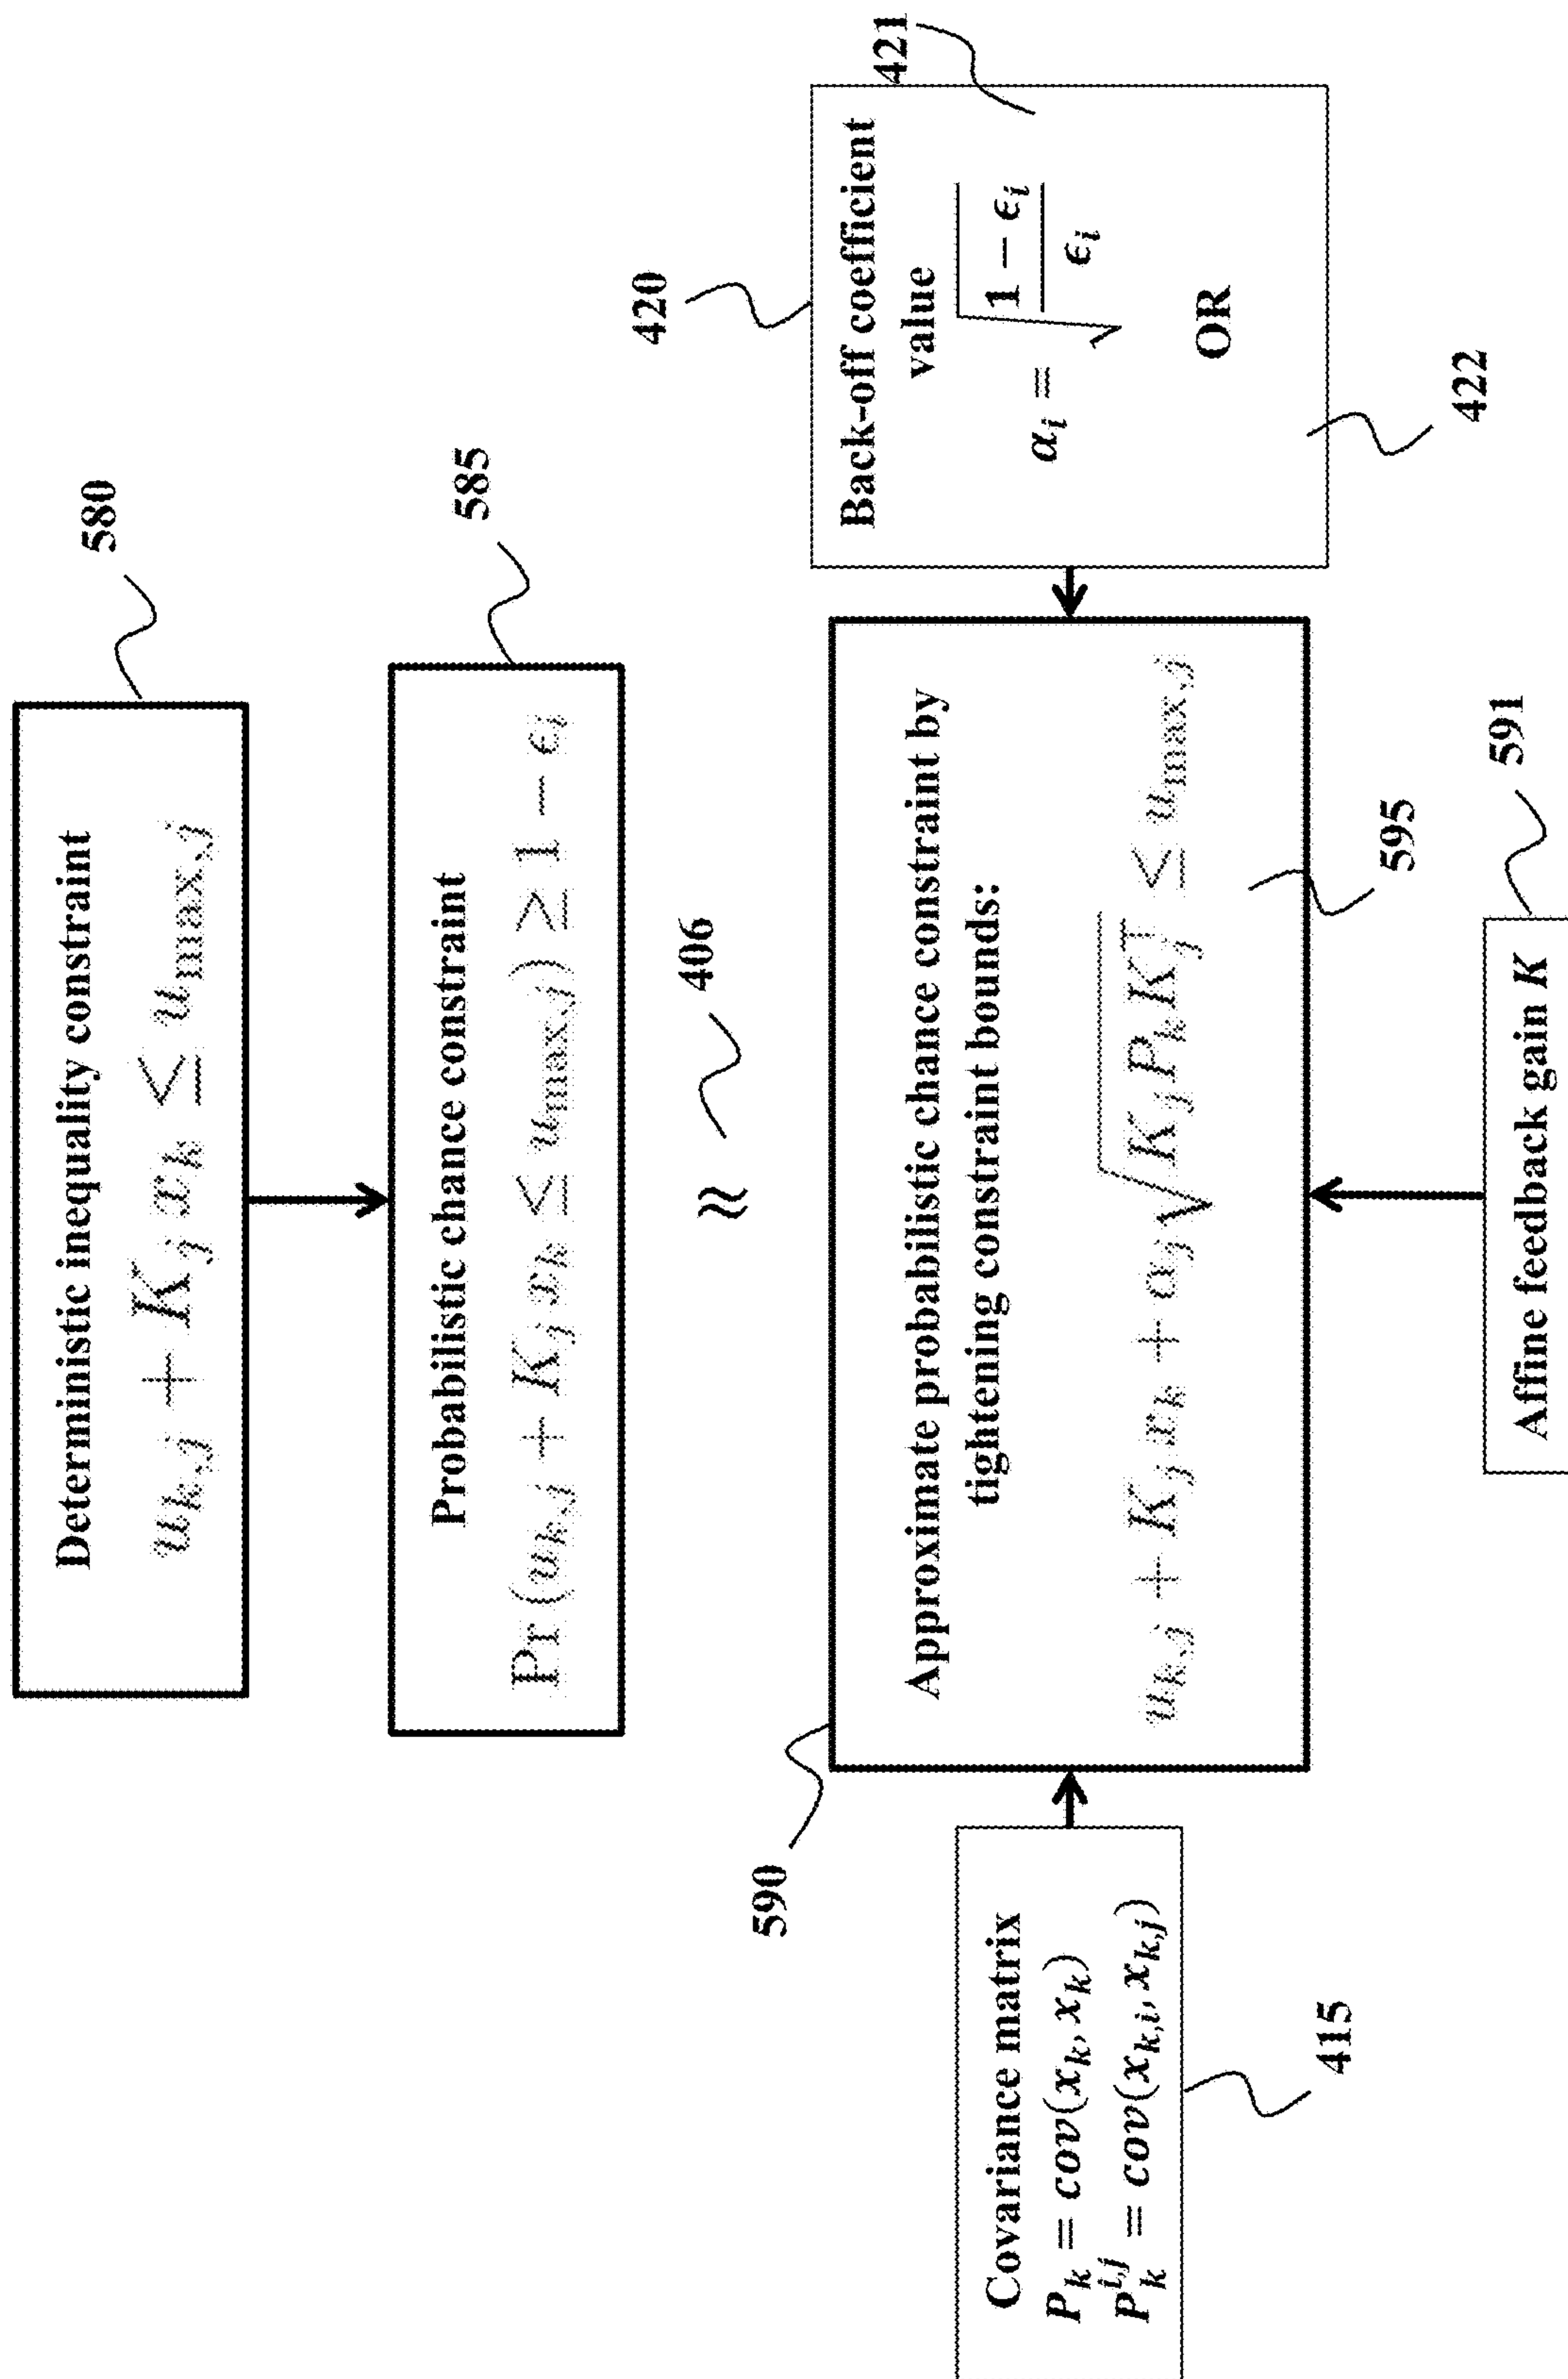 580
Deterministic inequality constraint
u_{k,j} + K_j x_k ≤ u_{max,j}
585
Probabilistic chance constraint
Pr(u_{k,j} + K_j x_k ≤ u_{max,j}) ≥ 1 − ϵ_i
≈
406
590
Approximate probabilistic chance constraint by
tightening constraint bounds:
u_{k,j} + K_j x_k + α_j √(K_j P_k K_j^⊤) ≤ u_{max,j}
595
Covariance matrix
P_k = cov(x_k, x_k)
P_k^{i,j} = cov(x_{k,i}, x_{k,j})
415
420
Back-off coefficient
value
α_i = √((1 − ϵ_i)/ϵ_i)
OR
421
422
Affine feedback gain K
591